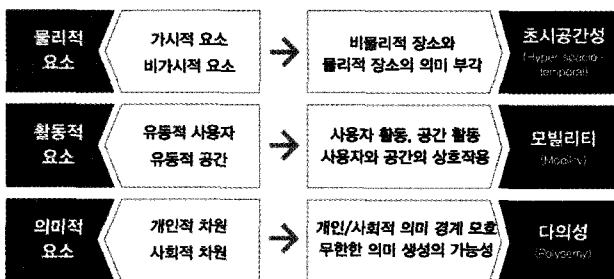 물리적
요소
가시적 요소
비가시적 요소
→
비물리적 장소와
물리적 장소의 의미 부각
초시공간성
(Hyper spacio-
temporal)
활동적
요소
유동적 사용자
유동적 공간
→
사용자 활동, 공간 활동
사용자와 공간의 상호작용
모빌리티
(Mobility)
의미적
요소
개인적 차원
사회적 차원
→
개인/사회적 의미 경계 모호
무한한 의미 생성의 가능성
다의성
(Polysemy)